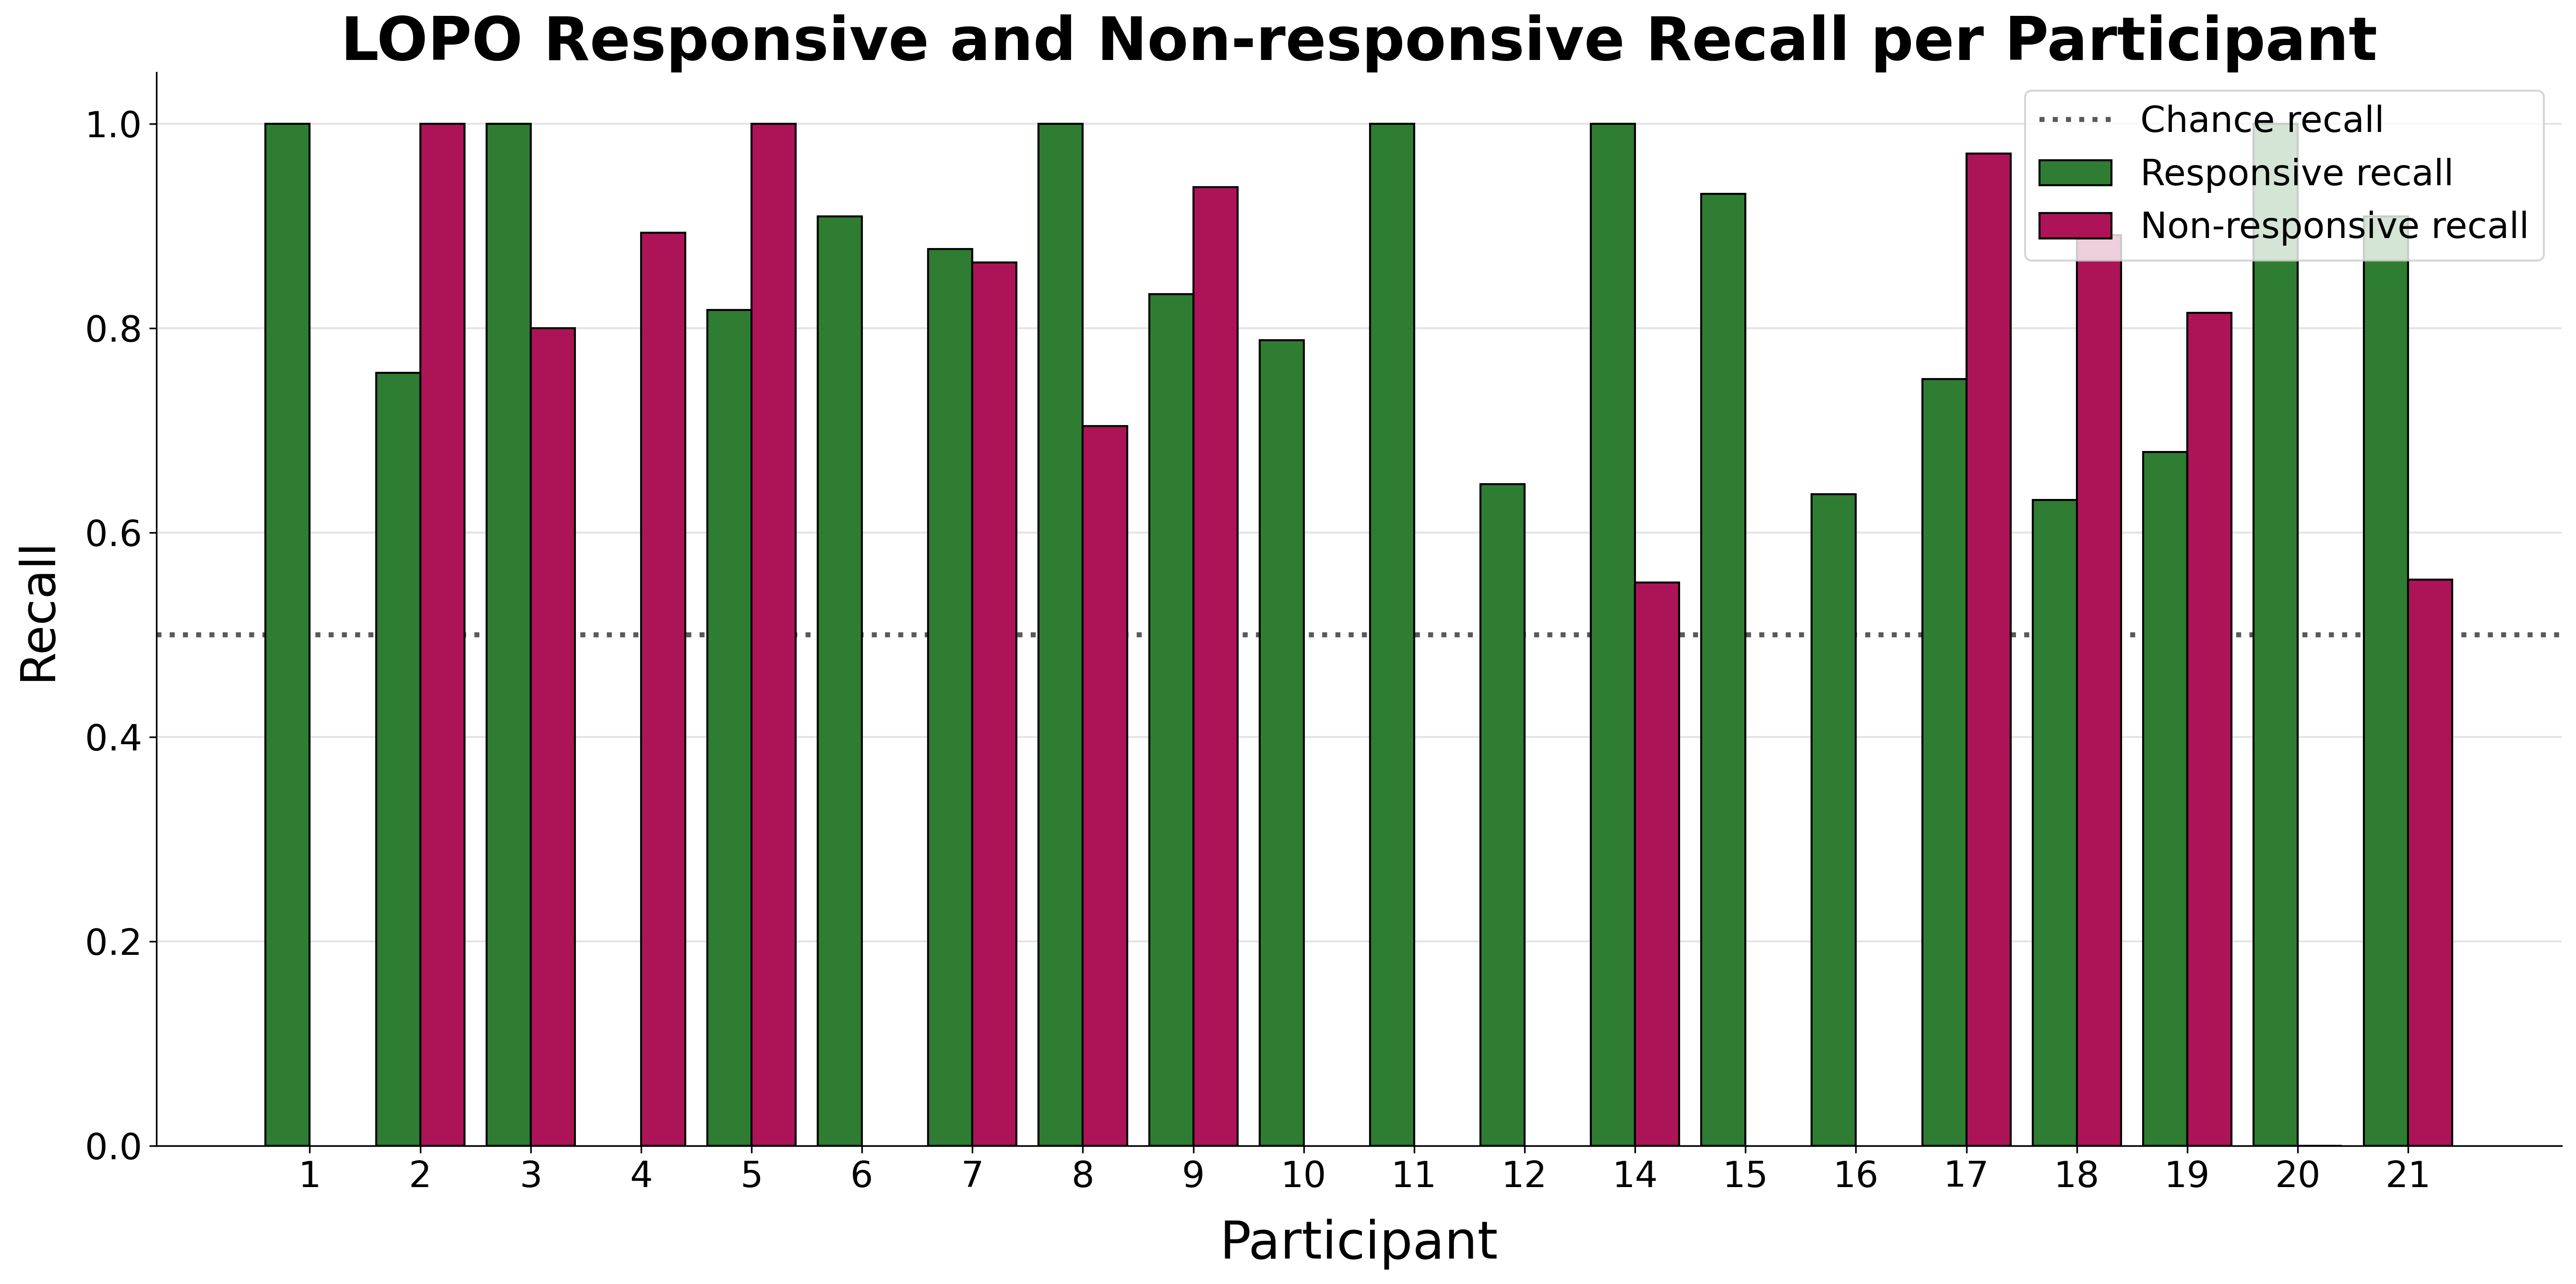 LOPO Responsive and Non-responsive Recall per Participant
Chance recall
Responsive recall
Non-responsive recall
1.0
0.8
0.6
0.4
0.2
0.0
Recall
1 2 3 4 5 6 7 8 9 10 11 12 14 15 16 17 18 19 20 21
Participant